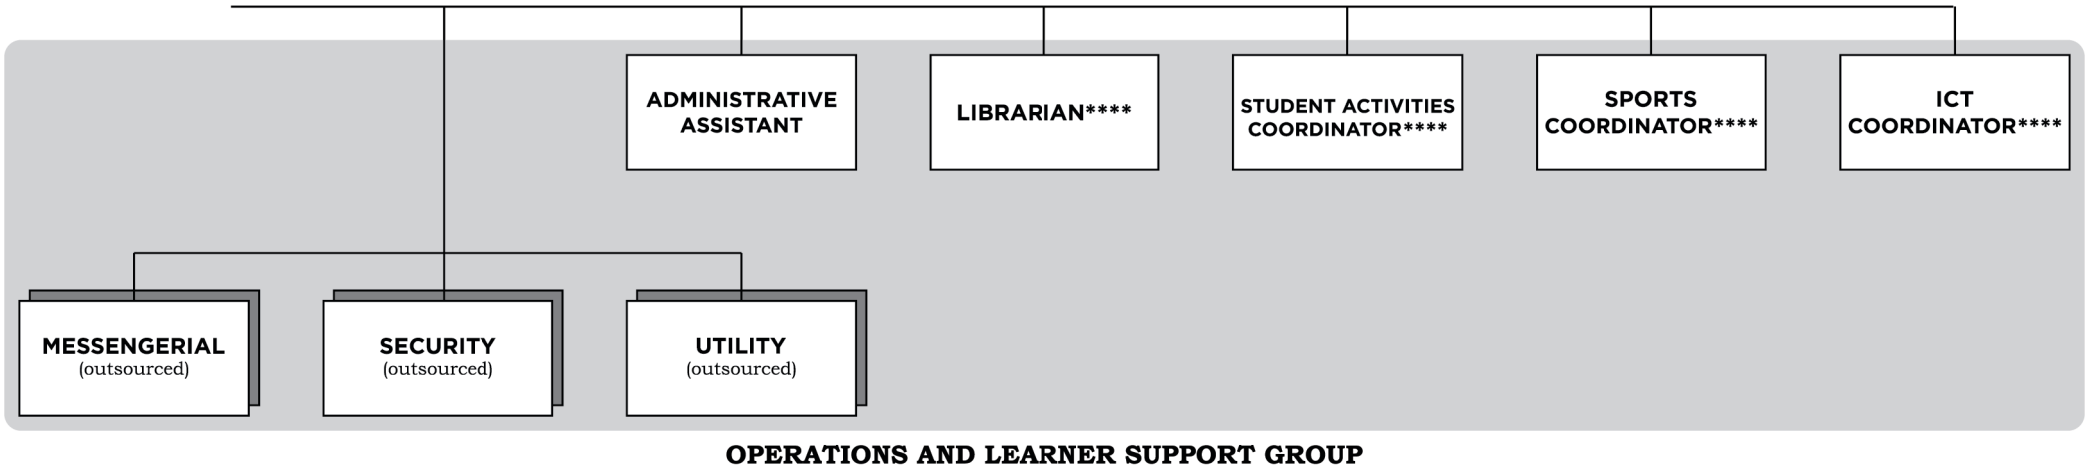 ADMINISTRATIVE
ASSISTANT
LIBRARIAN****
STUDENT ACTIVITIES
COORDINATOR****
SPORTS
COORDINATOR****
ICT
COORDINATOR****
MESSENGERIAL
(outsourced)
SECURITY
(outsourced)
UTILITY
(outsourced)
OPERATIONS AND LEARNER SUPPORT GROUP